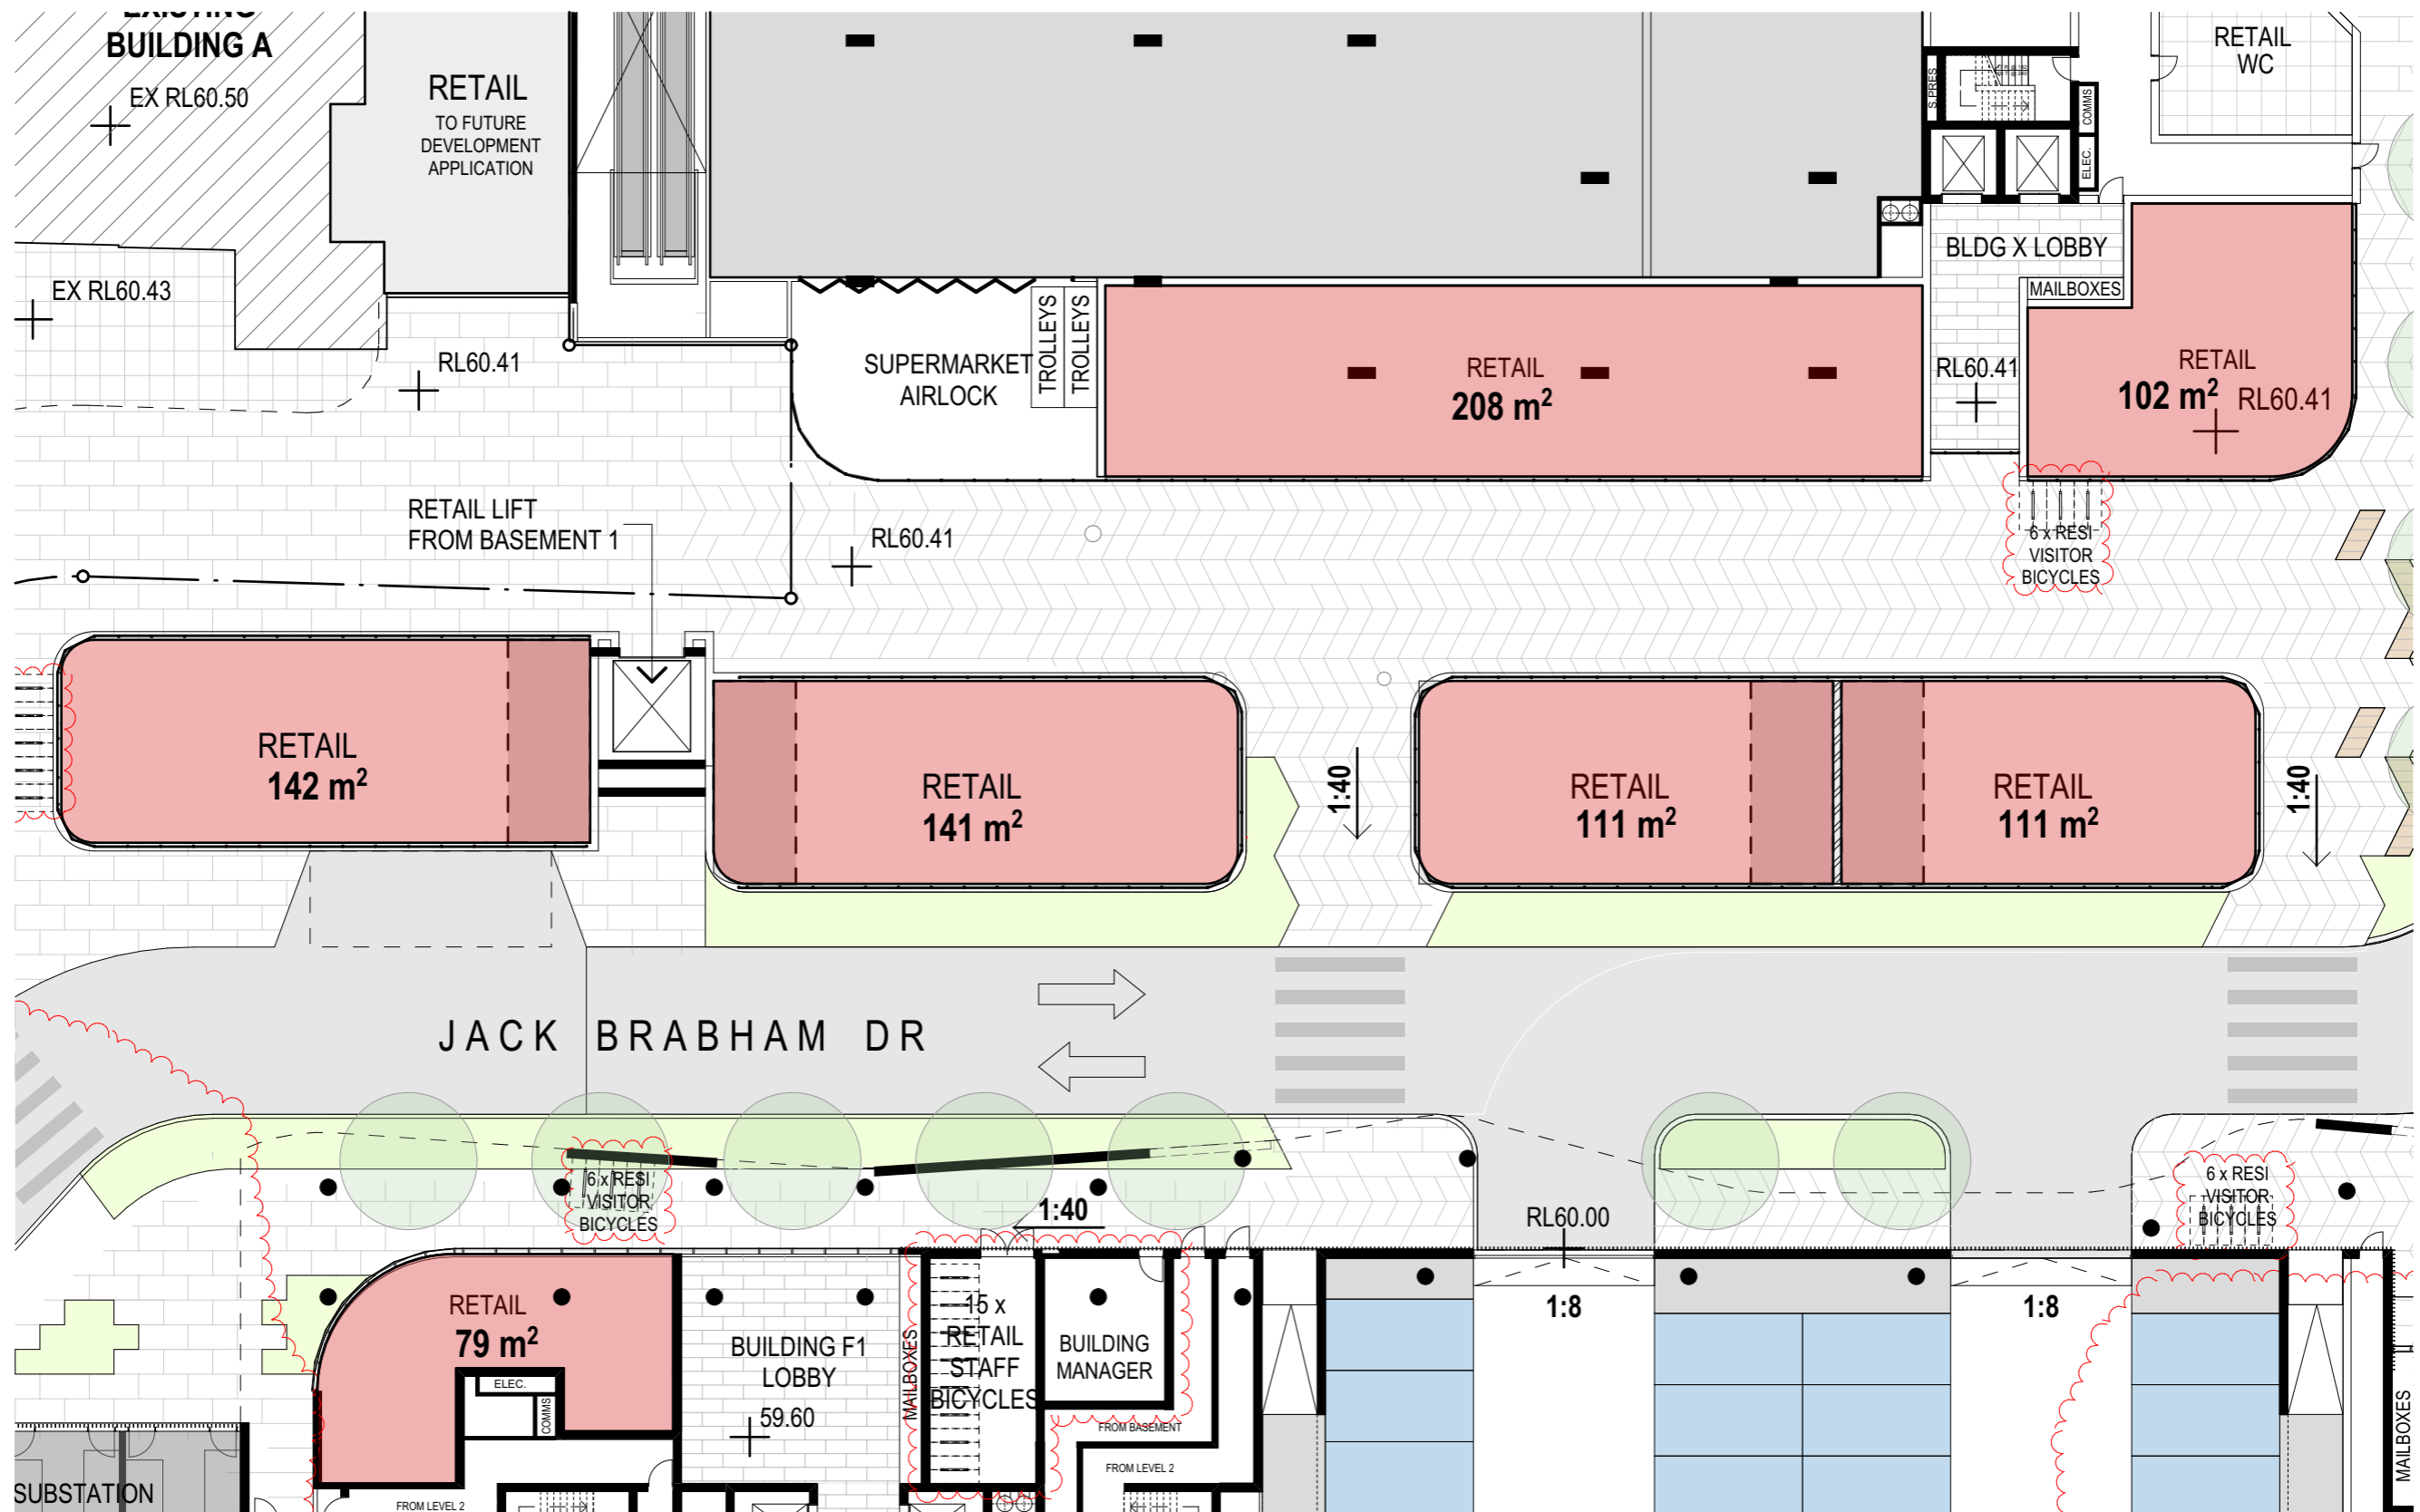 EXISTING
BUILDING A
EX RL60.50
RETAIL
TO FUTURE
DEVELOPMENT
APPLICATION
S.PRES
COMMS
ELEC.
RETAIL
WC
EX RL60.43
BLDG X LOBBY
MAILBOXES
RL60.41
SUPERMARKET
AIRLOCK
TROLLEYS
TROLLEYS
RETAIL
208 m²
RL60.41
RETAIL
102 m²
RL60.41
RETAIL LIFT
FROM BASEMENT 1
RL60.41
6 x RESI
VISITOR
BICYCLES
RETAIL
142 m²
RETAIL
141 m²
1:40
RETAIL
111 m²
RETAIL
111 m²
1:40
JACK BRABHAM DR
6 x RESI
VISITOR
BICYCLES
1:40
RL60.00
6 x RESI
VISITOR
BICYCLES
RETAIL
79 m²
ELEC.
COMMS
BUILDING F1
LOBBY
59.60
MAILBOXES
15 x
RETAIL
STAFF
BICYCLES
BUILDING
MANAGER
FROM BASEMENT
FROM LEVEL 2
1:8
1:8
MAILBOXES
SUBSTATION
FROM LEVEL 2